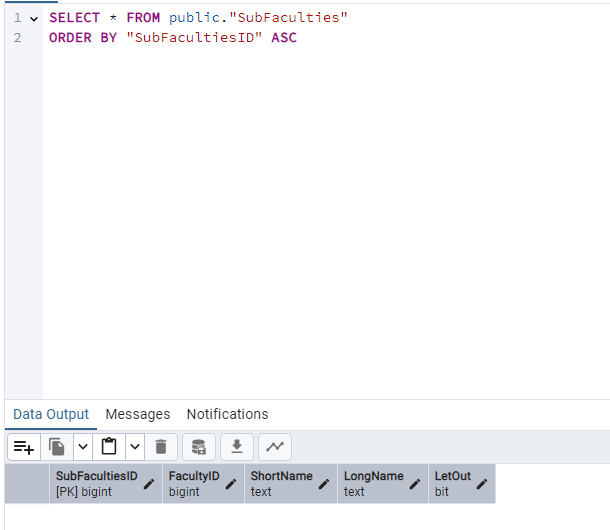 1 SELECT * FROM public."SubFaculties"
2 ORDER BY "SubFacultiesID" ASC
Data Output Messages Notifications
SubFacultiesID FacultyID ShortName LongName LetOut
[PK] bigint bigint text text bit